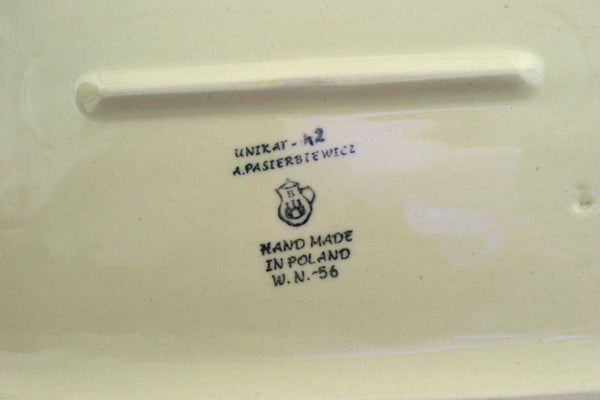 UNIKAT - 42
A. PASIERBIEWICZ
B
HAND MADE
IN POLAND
W. N. -56